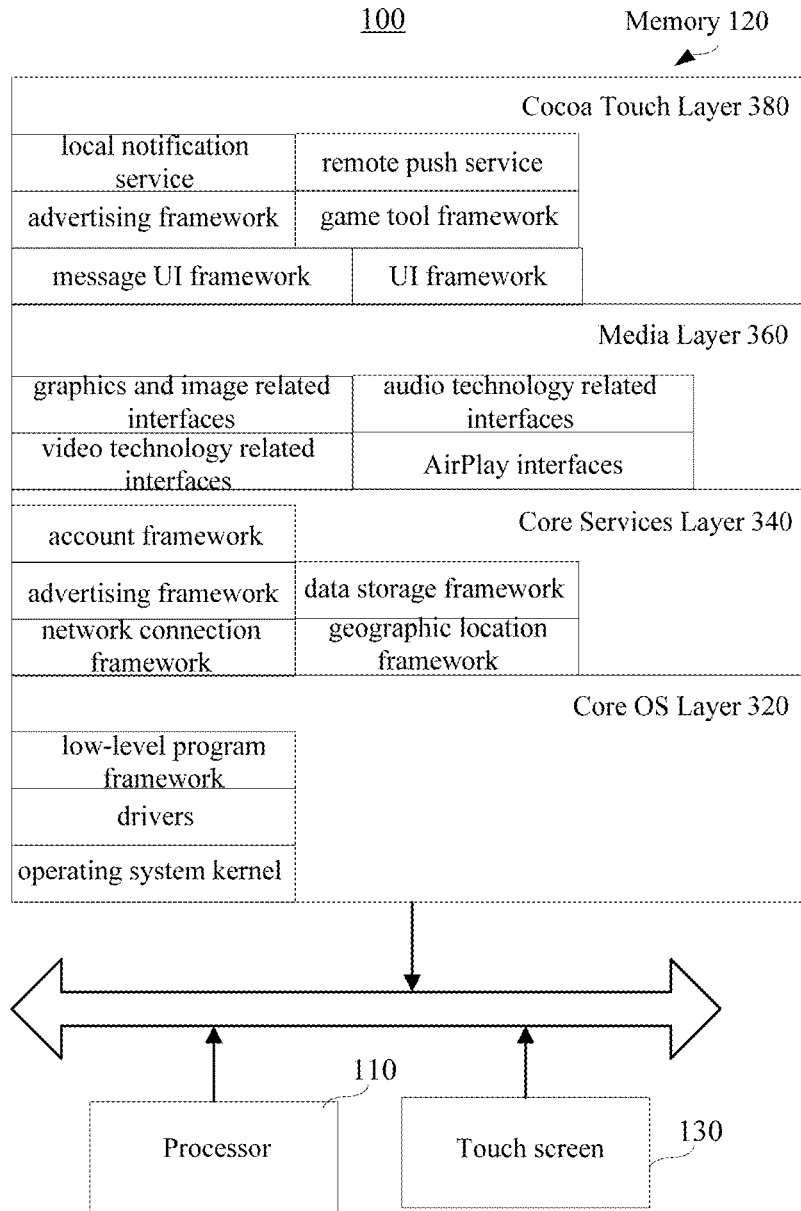 100
Memory 120
Cocoa Touch Layer 380
local notification
service
remote push service
advertising framework
game tool framework
message UI framework
UI framework
Media Layer 360
graphics and image related
interfaces
audio technology related
interfaces
video technology related
interfaces
AirPlay interfaces
Core Services Layer 340
account framework
advertising framework
data storage framework
network connection
framework
geographic location
framework
Core OS Layer 320
low-level program
framework
drivers
operating system kernel
110
Processor
Touch screen
130